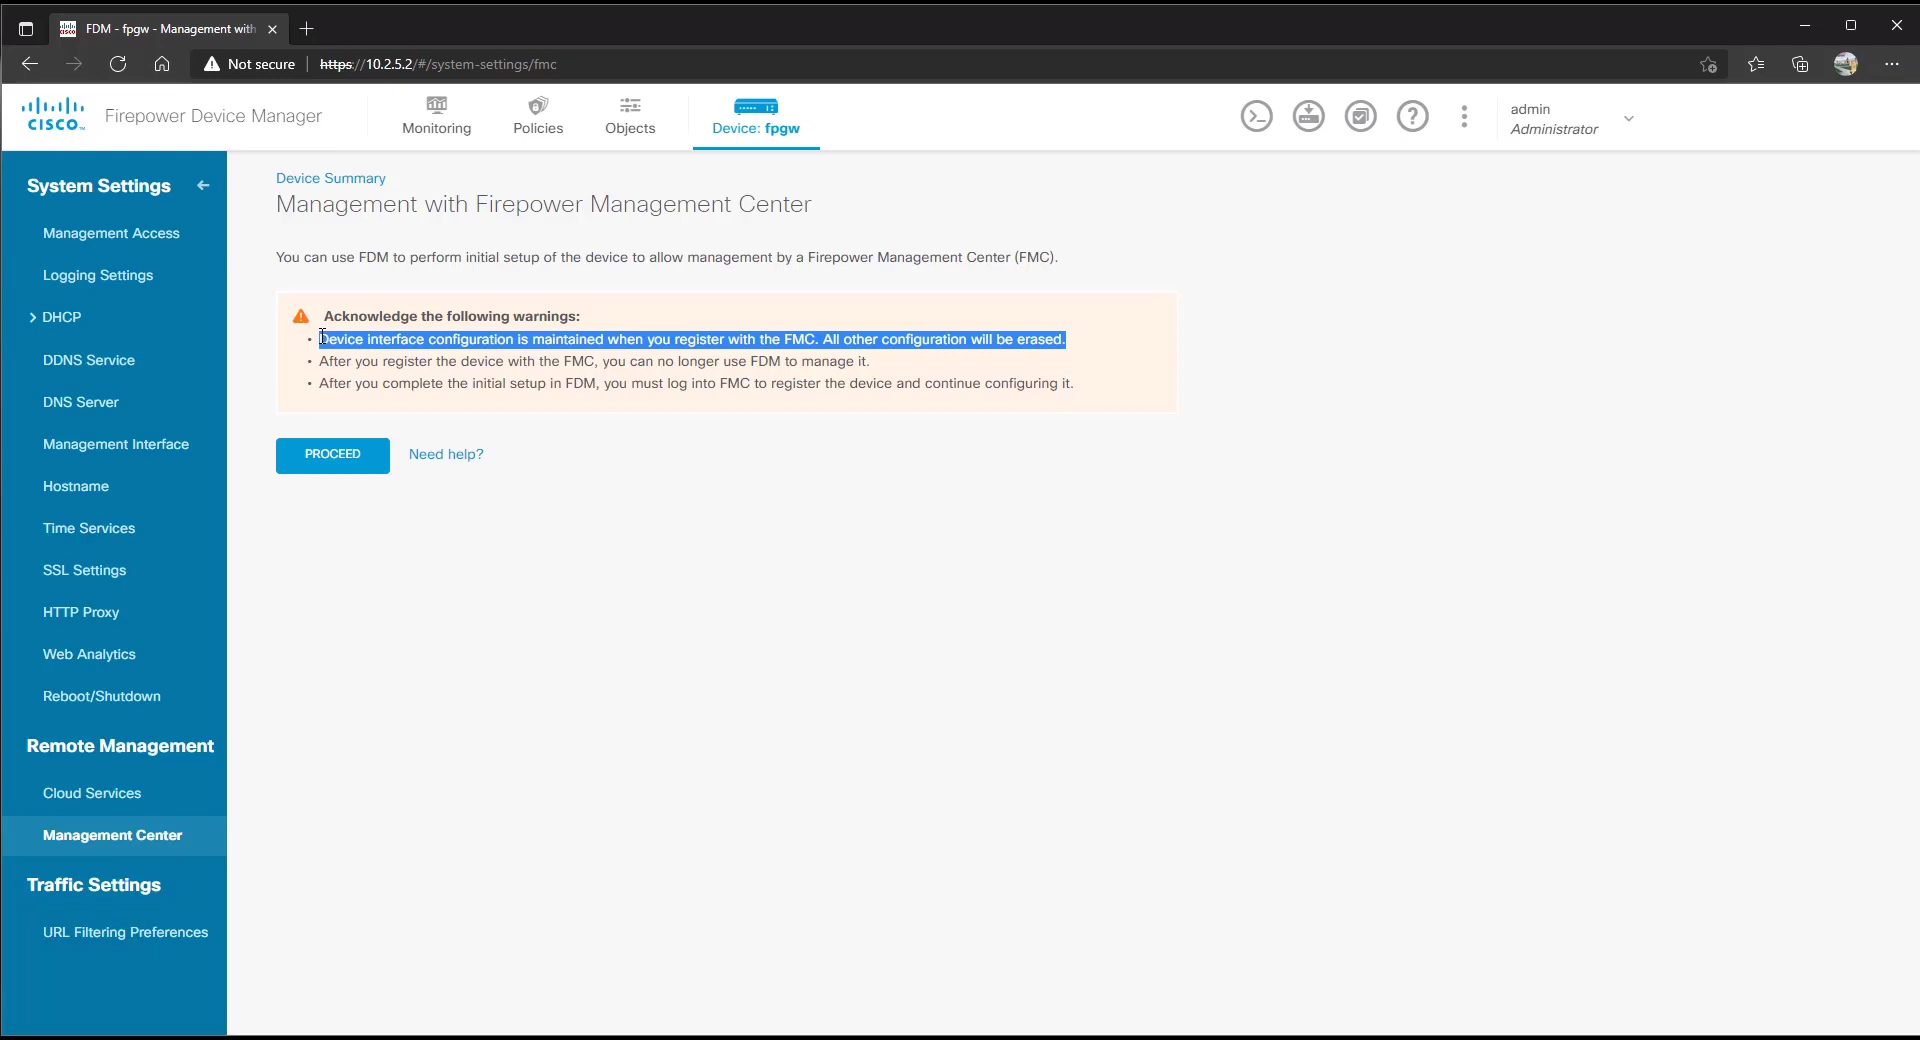 FDM - fpgw - Management with
Not secure
https://10.2.5.2/#/system-settings/fmc
CISCO
Firepower Device Manager
Monitoring
Policies
Objects
Device: fpgw
admin
Administrator
System Settings
Management Access
Logging Settings
DHCP
DDNS Service
DNS Server
Management Interface
Hostname
Time Services
SSL Settings
HTTP Proxy
Web Analytics
Reboot/Shutdown
Remote Management
Cloud Services
Management Center
Traffic Settings
URL Filtering Preferences
Device Summary
Management with Firepower Management Center
You can use FDM to perform initial setup of the device to allow management by a Firepower Management Center (FMC).
Acknowledge the following warnings:
• Device interface configuration is maintained when you register with the FMC. All other configuration will be erased.
• After you register the device with the FMC, you can no longer use FDM to manage it.
• After you complete the initial setup in FDM, you must log into FMC to register the device and continue configuring it.
PROCEED
Need help?